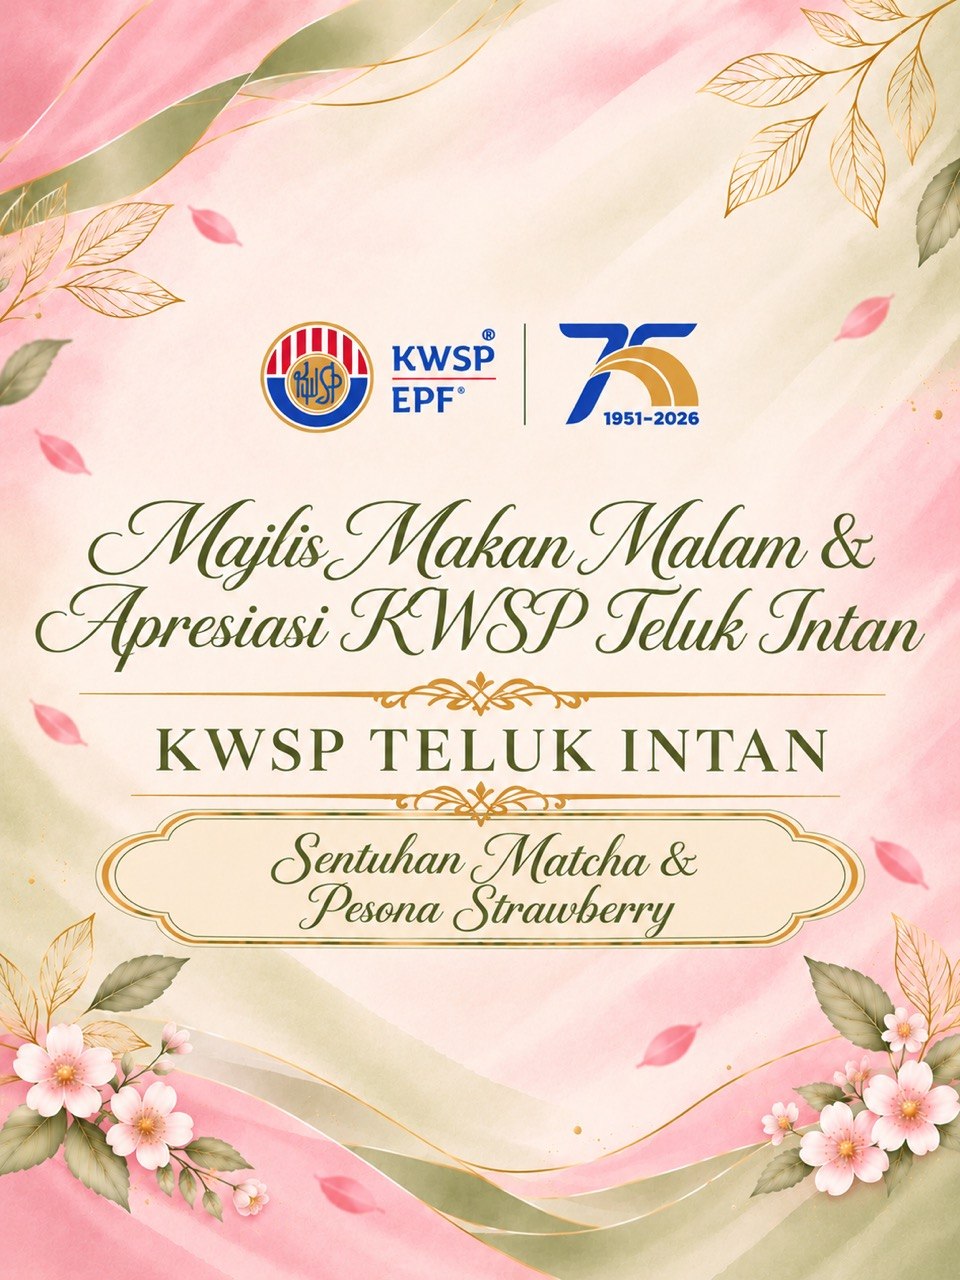 KWSP®
EPF®
75
1951-2026
Majlis Makan Malam &
Apresiasi KWSP Teluk Intan
KWSP TELUK INTAN
Sentuhan Matcha &
Pesona Strawberry